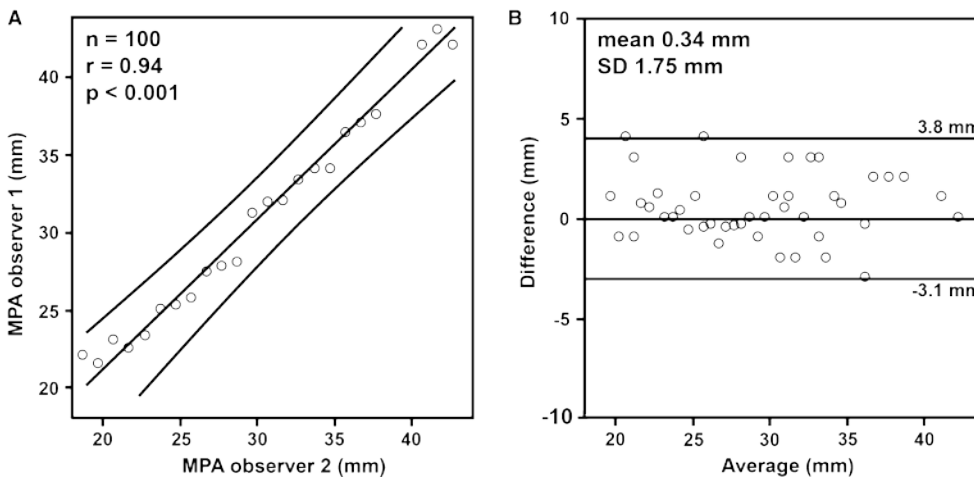 A
n = 100
r = 0.94
p < 0.001
MPA observer 1 (mm)
40
35
30
25
20
20 25 30 35 40
MPA observer 2 (mm)
B
mean 0.34 mm
SD 1.75 mm
3.8 mm
-3.1 mm
Difference (mm)
10
5
0
-5
-10
20 25 30 35 40
Average (mm)